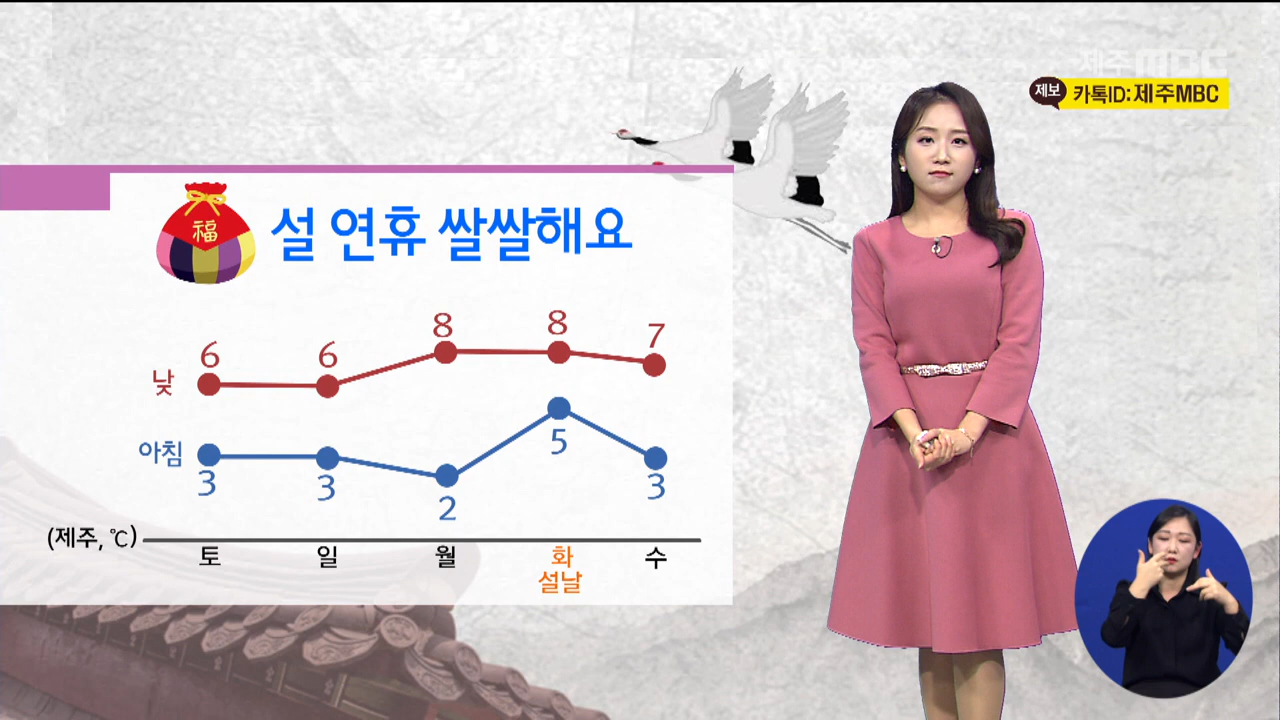 제주MBC
제보
카톡ID:제주MBC
福
설 연휴 쌀쌀해요
6 6 8 8 7
낮
아침
3 3 2 5 3
(제주, ℃)
토 일 월 화 수
설날